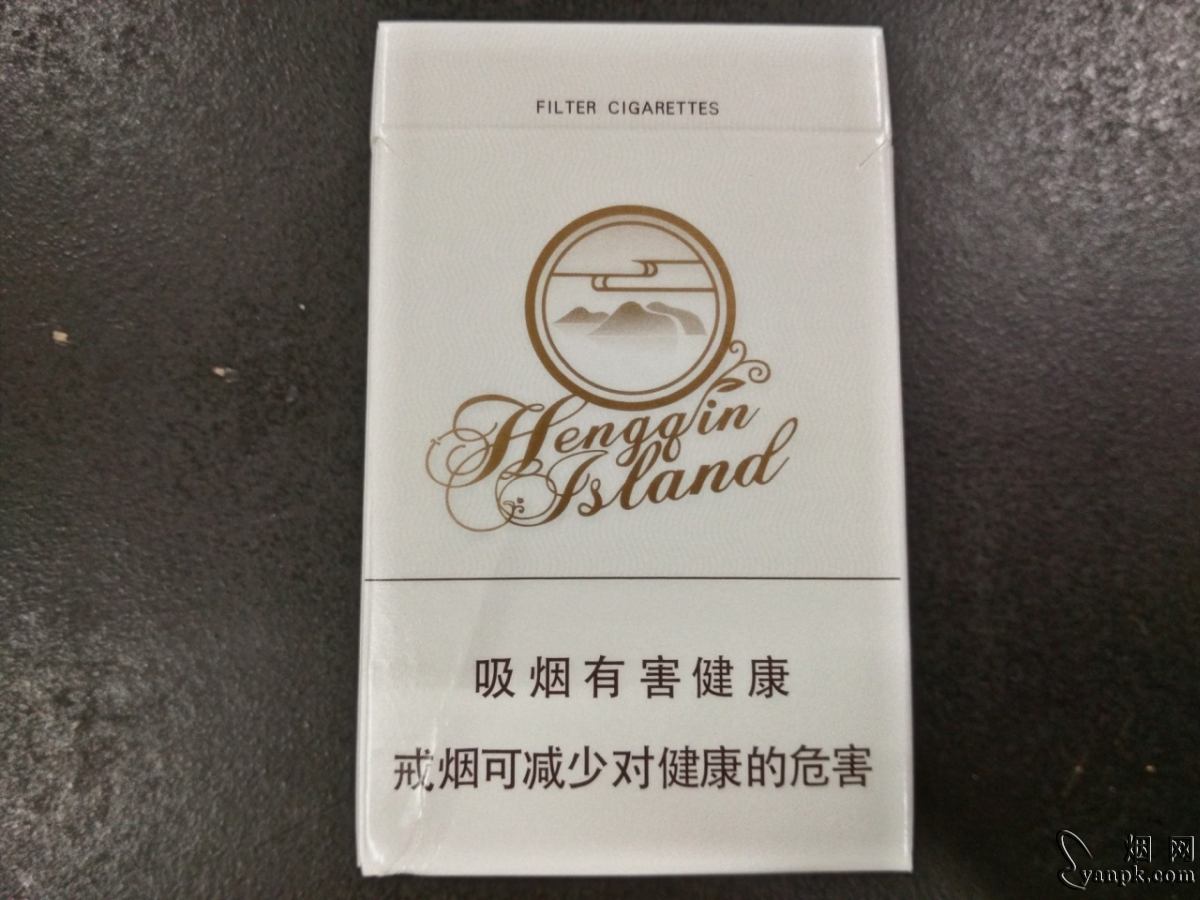 FILTER CIGARETTES
Hengqin
Island
吸烟有害健康
戒烟可减少对健康的危害
烟网
yanpk.com